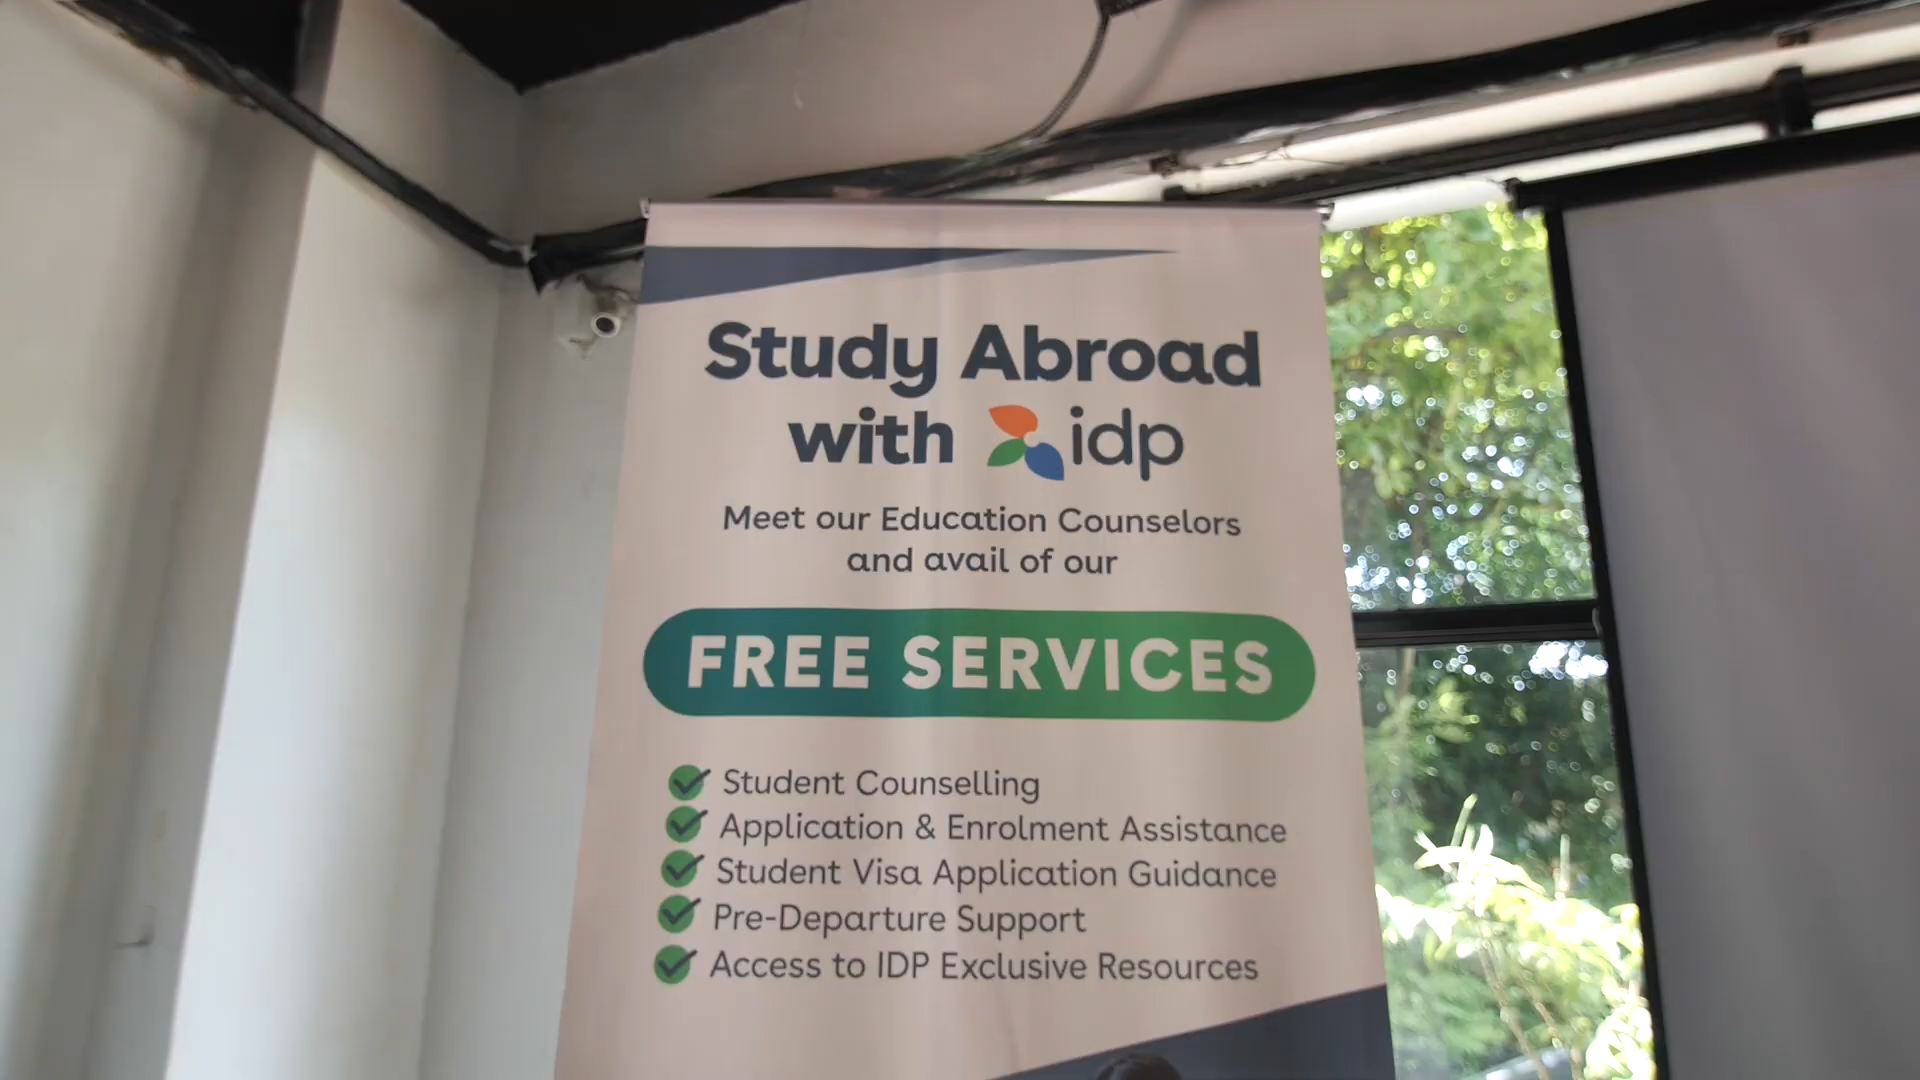 Study Abroad
with idp
Meet our Education Counselors
and avail of our
FREE SERVICES
Student Counselling
Application & Enrolment Assistance
Student Visa Application Guidance
Pre-Departure Support
Access to IDP Exclusive Resources